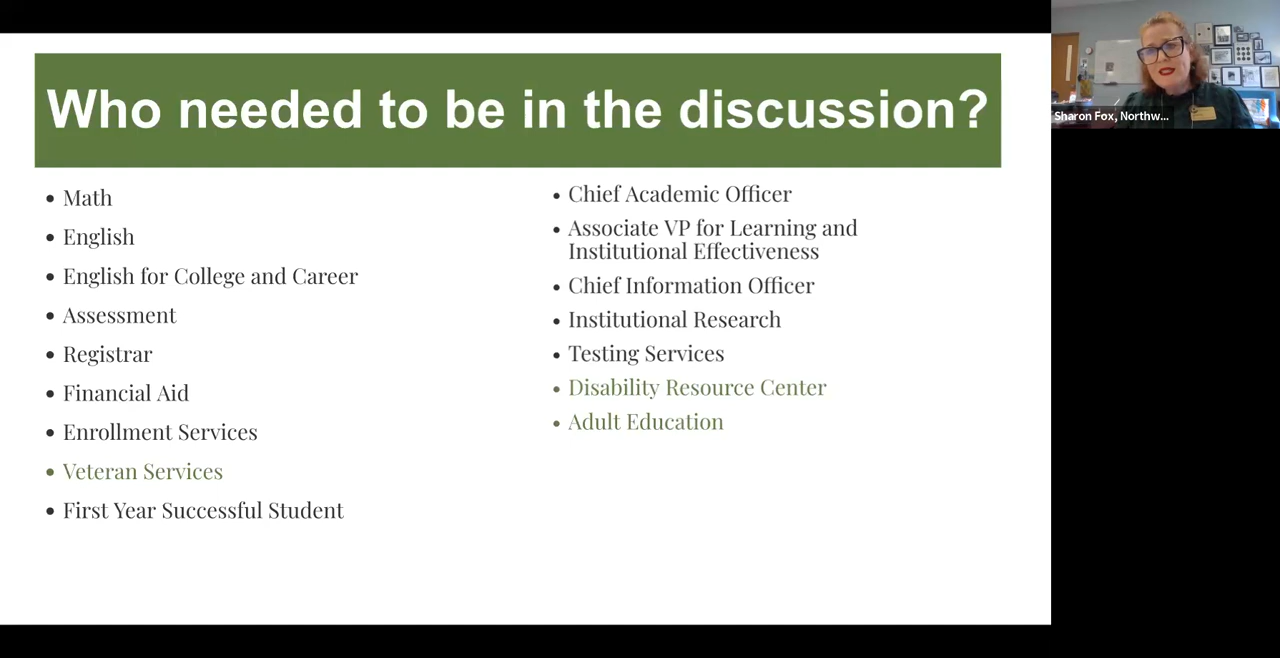 Who needed to be in the discussion?
• Math
• English
• English for College and Career
• Assessment
• Registrar
• Financial Aid
• Enrollment Services
• Veteran Services
• First Year Successful Student
• Chief Academic Officer
• Associate VP for Learning and
Institutional Effectiveness
• Chief Information Officer
• Institutional Research
• Testing Services
• Disability Resource Center
• Adult Education
Sharon Fox, Northw...